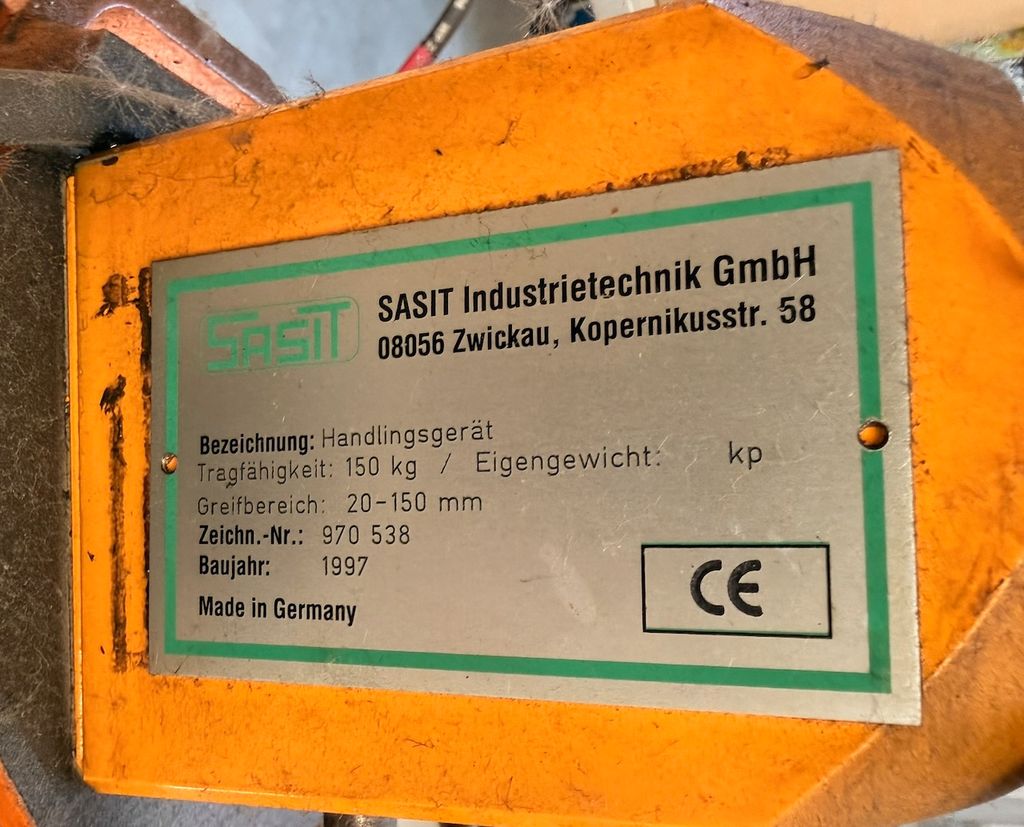 SASIT
SASIT Industrietechnik GmbH
08056 Zwickau, Kopernikusstr. 58
Bezeichnung: Handlingsgerät
Tragfähigkeit: 150 kg / Eigengewicht: kp
Greifbereich: 20-150 mm
Zeichn.-Nr.: 970 538
Baujahr: 1997
Made in Germany
CE